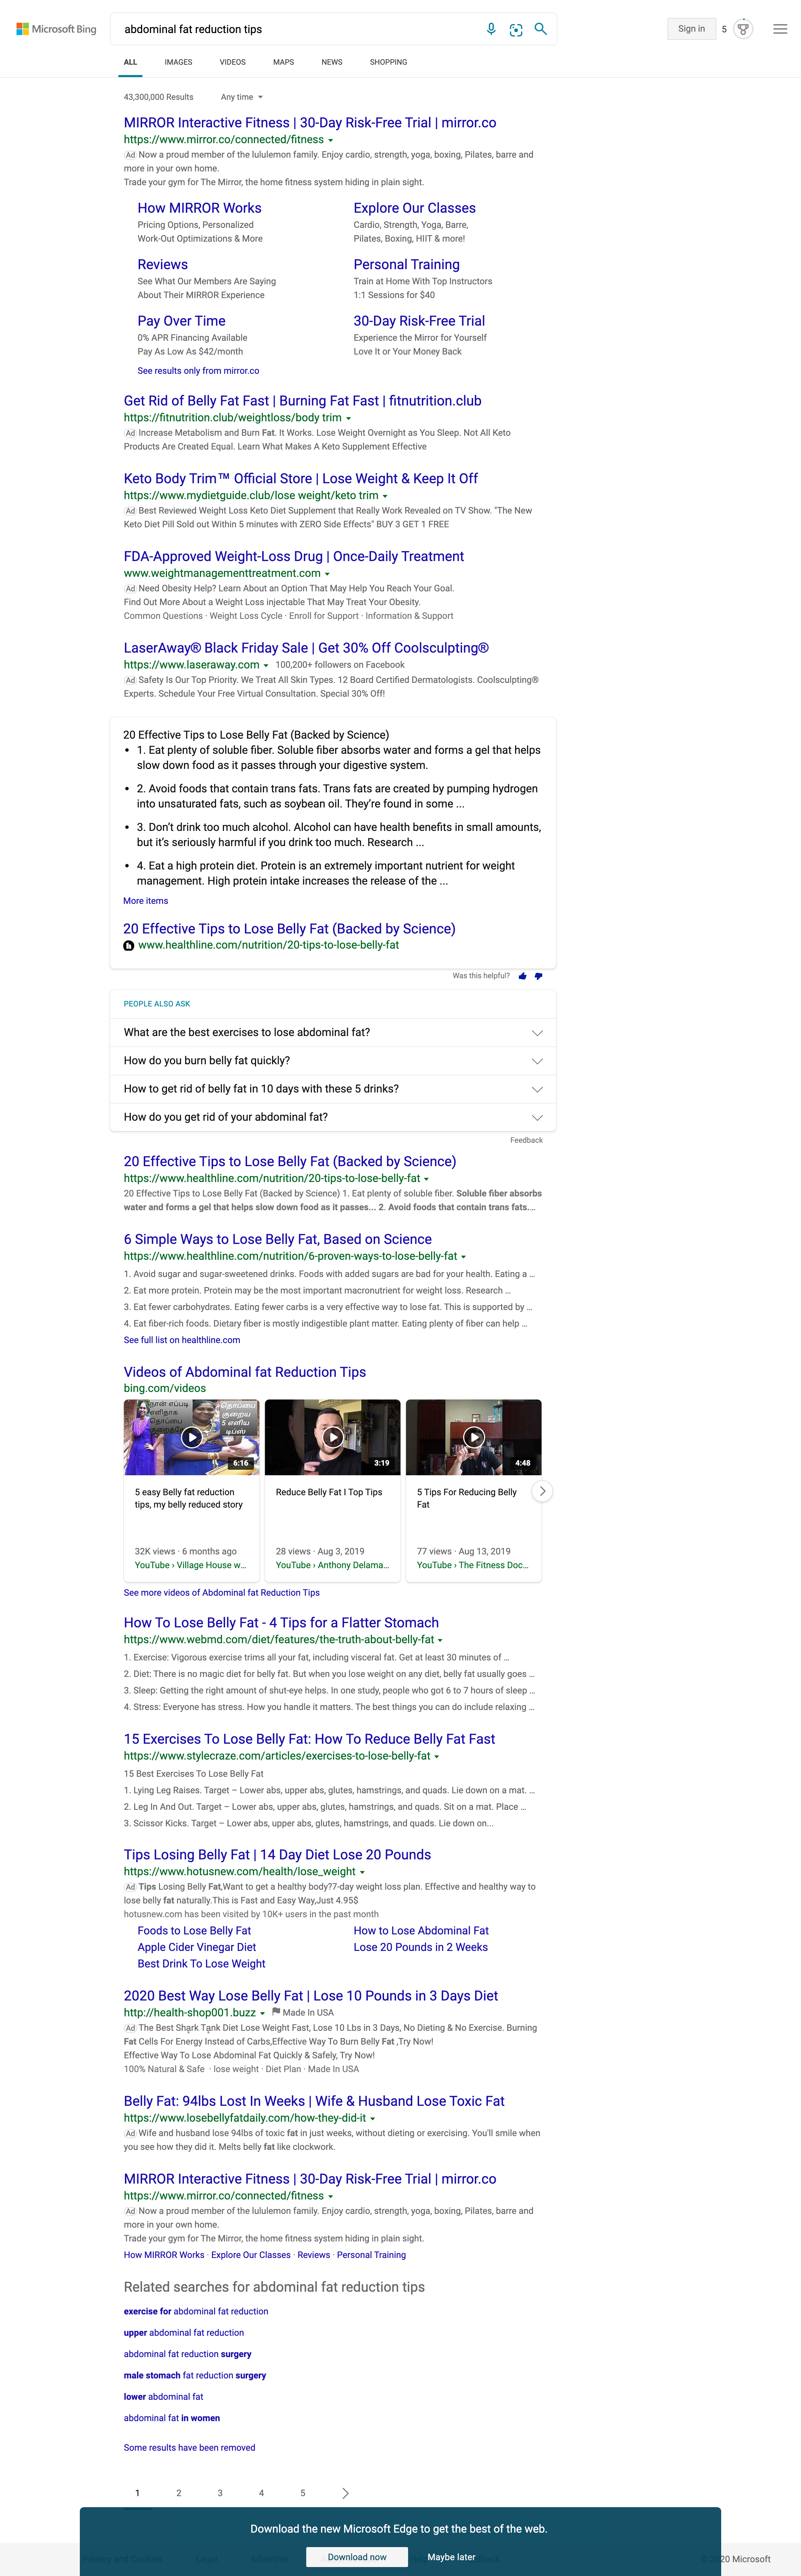 Microsoft Bing
abdominal fat reduction tips
Sign in
5
ALL
IMAGES
VIDEOS
MAPS
NEWS
SHOPPING
43,300,000 Results
Any time
MIRROR Interactive Fitness | 30-Day Risk-Free Trial | mirror.co
https://www.mirror.co/connected/fitness
Ad Now a proud member of the lululemon family. Enjoy cardio, strength, yoga, boxing, Pilates, barre and
more in your own home.
Trade your gym for The Mirror, the home fitness system hiding in plain sight.
How MIRROR Works
Pricing Options, Personalized
Work-Out Optimizations & More
Explore Our Classes
Cardio, Strength, Yoga, Barre,
Pilates, Boxing, HIIT & more!
Reviews
See What Our Members Are Saying
About Their MIRROR Experience
Personal Training
Train at Home With Top Instructors
1:1 Sessions for $40
Pay Over Time
0% APR Financing Available
Pay As Low As $42/month
30-Day Risk-Free Trial
Experience the Mirror for Yourself
Love It or Your Money Back
See results only from mirror.co
Get Rid of Belly Fat Fast | Burning Fat Fast | fitnutrition.club
https://fitnutrition.club/weightloss/body trim
Ad Increase Metabolism and Burn Fat. It Works. Lose Weight Overnight as You Sleep. Not All Keto
Products Are Created Equal. Learn What Makes A Keto Supplement Effective
Keto Body Trim™ Official Store | Lose Weight & Keep It Off
https://www.mydietguide.club/lose weight/keto trim
Ad Best Reviewed Weight Loss Keto Diet Supplement that Really Work Revealed on TV Show. "The New
Keto Diet Pill Sold out Within 5 minutes with ZERO Side Effects" BUY 3 GET 1 FREE
FDA-Approved Weight-Loss Drug | Once-Daily Treatment
www.weightmanagementtreatment.com
Ad Need Obesity Help? Learn About an Option That May Help You Reach Your Goal.
Find Out More About a Weight Loss injectable That May Treat Your Obesity.
Common Questions · Weight Loss Cycle · Enroll for Support · Information & Support
LaserAway® Black Friday Sale | Get 30% Off Coolsculpting®
https://www.laseraway.com
100,200+ followers on Facebook
Ad Safety Is Our Top Priority. We Treat All Skin Types. 12 Board Certified Dermatologists. Coolsculpting®
Experts. Schedule Your Free Virtual Consultation. Special 30% Off!
20 Effective Tips to Lose Belly Fat (Backed by Science)
• 1. Eat plenty of soluble fiber. Soluble fiber absorbs water and forms a gel that helps
slow down food as it passes through your digestive system.
• 2. Avoid foods that contain trans fats. Trans fats are created by pumping hydrogen
into unsaturated fats, such as soybean oil. They’re found in some ...
• 3. Don’t drink too much alcohol. Alcohol can have health benefits in small amounts,
but it’s seriously harmful if you drink too much. Research ...
• 4. Eat a high protein diet. Protein is an extremely important nutrient for weight
management. High protein intake increases the release of the ...
More items
20 Effective Tips to Lose Belly Fat (Backed by Science)
www.healthline.com/nutrition/20-tips-to-lose-belly-fat
Was this helpful?
PEOPLE ALSO ASK
What are the best exercises to lose abdominal fat?
How do you burn belly fat quickly?
How to get rid of belly fat in 10 days with these 5 drinks?
How do you get rid of your abdominal fat?
Feedback
20 Effective Tips to Lose Belly Fat (Backed by Science)
https://www.healthline.com/nutrition/20-tips-to-lose-belly-fat
20 Effective Tips to Lose Belly Fat (Backed by Science) 1. Eat plenty of soluble fiber. Soluble fiber absorbs
water and forms a gel that helps slow down food as it passes... 2. Avoid foods that contain trans fats....
6 Simple Ways to Lose Belly Fat, Based on Science
https://www.healthline.com/nutrition/6-proven-ways-to-lose-belly-fat
1. Avoid sugar and sugar-sweetened drinks. Foods with added sugars are bad for your health. Eating a ...
2. Eat more protein. Protein may be the most important macronutrient for weight loss. Research ...
3. Eat fewer carbohydrates. Eating fewer carbs is a very effective way to lose fat. This is supported by ...
4. Eat fiber-rich foods. Dietary fiber is mostly indigestible plant matter. Eating plenty of fiber can help ...
See full list on healthline.com
Videos of Abdominal fat Reduction Tips
bing.com/videos
6:16
3:19
4:48
5 easy Belly fat reduction
tips, my belly reduced story
32K views · 6 months ago
YouTube › Village House w...
Reduce Belly Fat I Top Tips
28 views · Aug 3, 2019
YouTube › Anthony Delama...
5 Tips For Reducing Belly
Fat
77 views · Aug 13, 2019
YouTube › The Fitness Doc...
See more videos of Abdominal fat Reduction Tips
How To Lose Belly Fat - 4 Tips for a Flatter Stomach
https://www.webmd.com/diet/features/the-truth-about-belly-fat
1. Exercise: Vigorous exercise trims all your fat, including visceral fat. Get at least 30 minutes of ...
2. Diet: There is no magic diet for belly fat. But when you lose weight on any diet, belly fat usually goes ...
3. Sleep: Getting the right amount of shut-eye helps. In one study, people who got 6 to 7 hours of sleep ...
4. Stress: Everyone has stress. How you handle it matters. The best things you can do include relaxing ...
15 Exercises To Lose Belly Fat: How To Reduce Belly Fat Fast
https://www.stylecraze.com/articles/exercises-to-lose-belly-fat
15 Best Exercises To Lose Belly Fat
1. Lying Leg Raises. Target – Lower abs, upper abs, glutes, hamstrings, and quads. Lie down on a mat. ...
2. Leg In And Out. Target – Lower abs, upper abs, glutes, hamstrings, and quads. Sit on a mat. Place ...
3. Scissor Kicks. Target – Lower abs, upper abs, glutes, hamstrings, and quads. Lie down on...
Tips Losing Belly Fat | 14 Day Diet Lose 20 Pounds
https://www.hotusnew.com/health/lose_weight
Ad Tips Losing Belly Fat,Want to get a healthy body?7-day weight loss plan. Effective and healthy way to
lose belly fat naturally.This is Fast and Easy Way,Just 4.95$
hotusnew.com has been visited by 10K+ users in the past month
Foods to Lose Belly Fat
How to Lose Abdominal Fat
Apple Cider Vinegar Diet
Lose 20 Pounds in 2 Weeks
Best Drink To Lose Weight
2020 Best Way Lose Belly Fat | Lose 10 Pounds in 3 Days Diet
http://health-shop001.buzz
Made In USA
Ad The Best Shąrk Tąnk Diet Lose Weight Fast, Lose 10 Lbs in 3 Days, No Dieting & No Exercise. Burning
Fat Cells For Energy Instead of Carbs,Effective Way To Burn Belly Fat ,Try Now!
Effective Way To Lose Abdominal Fat Quickly & Safely, Try Now!
100% Natural & Safe · lose weight · Diet Plan · Made In USA
Belly Fat: 94lbs Lost In Weeks | Wife & Husband Lose Toxic Fat
https://www.losebellyfatdaily.com/how-they-did-it
Ad Wife and husband lose 94lbs of toxic fat in just weeks, without dieting or exercising. You'll smile when
you see how they did it. Melts belly fat like clockwork.
MIRROR Interactive Fitness | 30-Day Risk-Free Trial | mirror.co
https://www.mirror.co/connected/fitness
Ad Now a proud member of the lululemon family. Enjoy cardio, strength, yoga, boxing, Pilates, barre and
more in your own home.
Trade your gym for The Mirror, the home fitness system hiding in plain sight.
How MIRROR Works · Explore Our Classes · Reviews · Personal Training
Related searches for abdominal fat reduction tips
exercise for abdominal fat reduction
upper abdominal fat reduction
abdominal fat reduction surgery
male stomach fat reduction surgery
lower abdominal fat
abdominal fat in women
Some results have been removed
1 2 3 4 5
Download the new Microsoft Edge to get the best of the web.
Download now
Maybe later
20 Microsoft